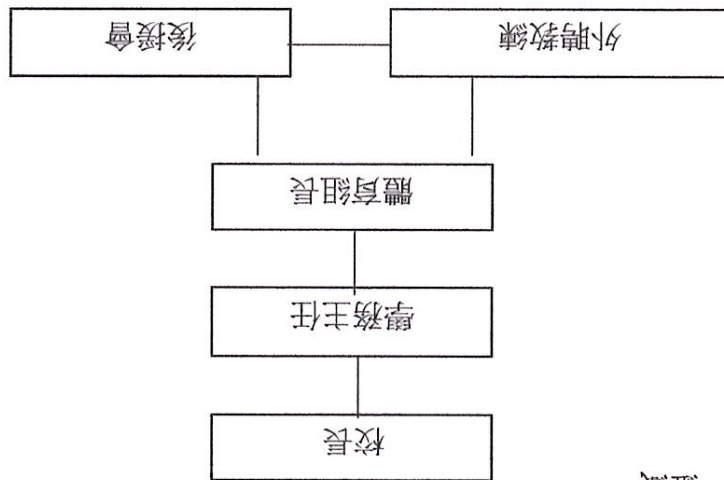 校長
學務主任
體育組長
外聘教練
後援會